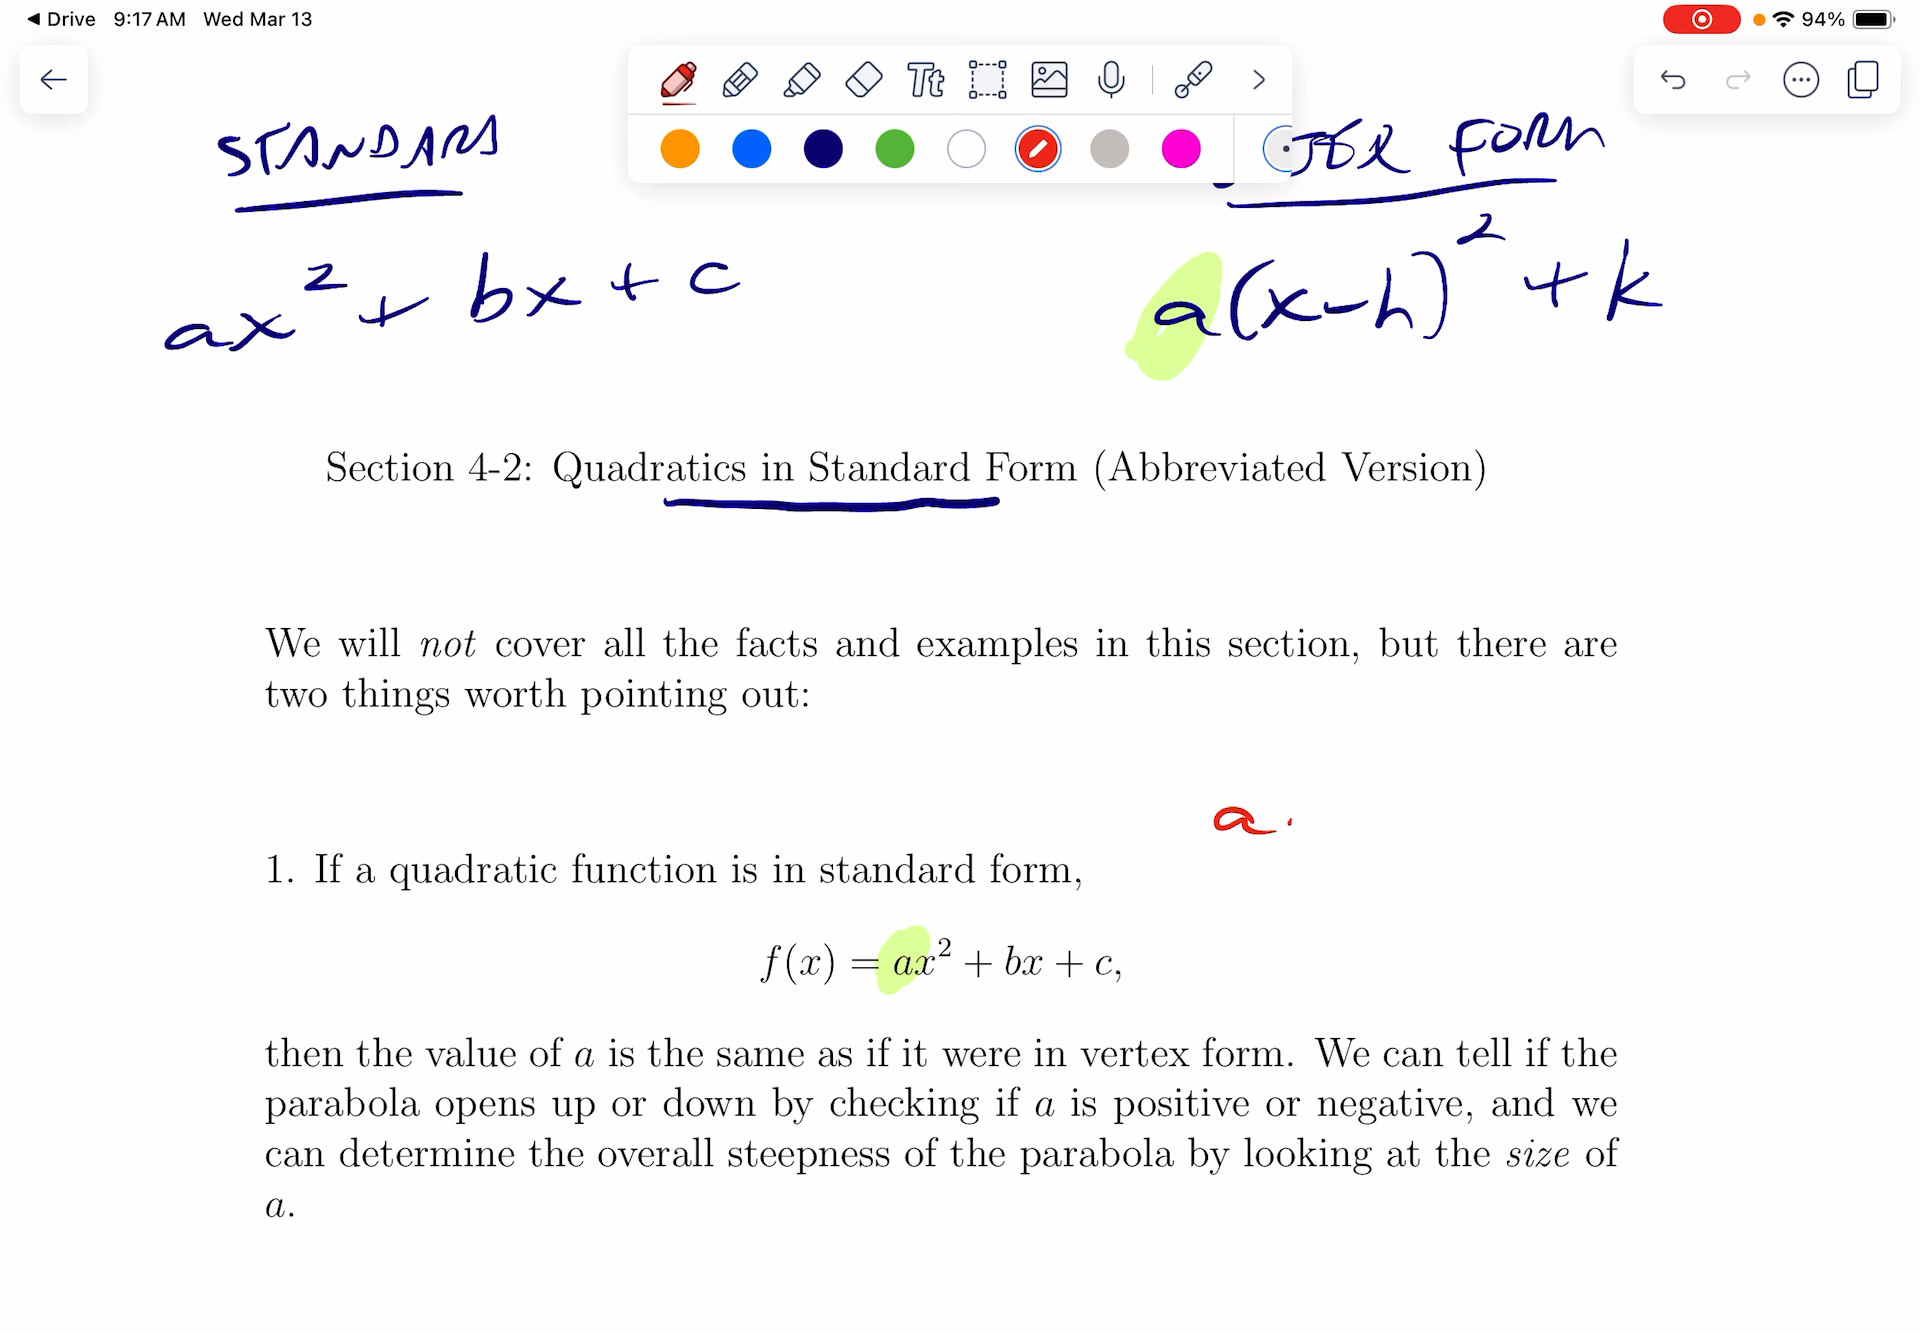 Drive 9:17 AM Wed Mar 13
94%
Tt
STANDARD
FORM
ax² + bx + c
a(x-h)² + k
Section 4-2: Quadratics in Standard Form (Abbreviated Version)
We will not cover all the facts and examples in this section, but there are
two things worth pointing out:
a.
1. If a quadratic function is in standard form,
f(x) = ax² + bx + c,
then the value of a is the same as if it were in vertex form. We can tell if the
parabola opens up or down by checking if a is positive or negative, and we
can determine the overall steepness of the parabola by looking at the size of
a.